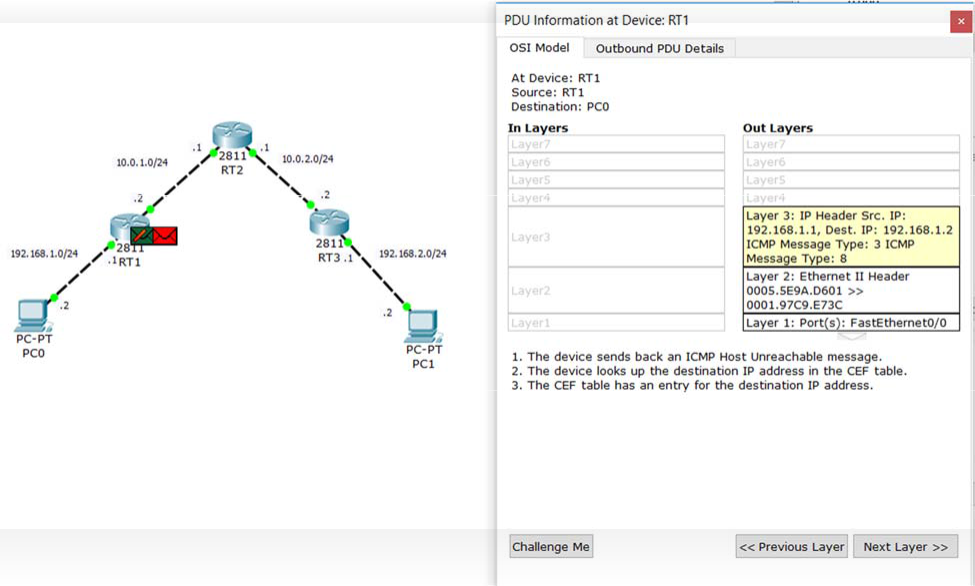 PDU Information at Device: RT1
×
OSI Model
Outbound PDU Details
At Device: RT1
Source: RT1
Destination: PC0
In Layers
Out Layers
Layer7
Layer7
Layer6
Layer6
Layer5
Layer5
Layer4
Layer4
Layer3
Layer 3: IP Header Src. IP:
192.168.1.1, Dest. IP: 192.168.1.2
ICMP Message Type: 3 ICMP
Message Type: 8
Layer2
Layer 2: Ethernet II Header
0005.5E9A.D601 >>
0001.97C9.E73C
Layer1
Layer 1: Port(s): FastEthernet0/0
1. The device sends back an ICMP Host Unreachable message.
2. The device looks up the destination IP address in the CEF table.
3. The CEF table has an entry for the destination IP address.
Challenge Me
<< Previous Layer
Next Layer >>
.1
.1
2811
RT2
10.0.1.0/24
10.0.2.0/24
.2
.2
2811
RT1
.1
2811
RT3
.1
192.168.1.0/24
192.168.2.0/24
.2
.2
PC-PT
PC0
PC-PT
PC1